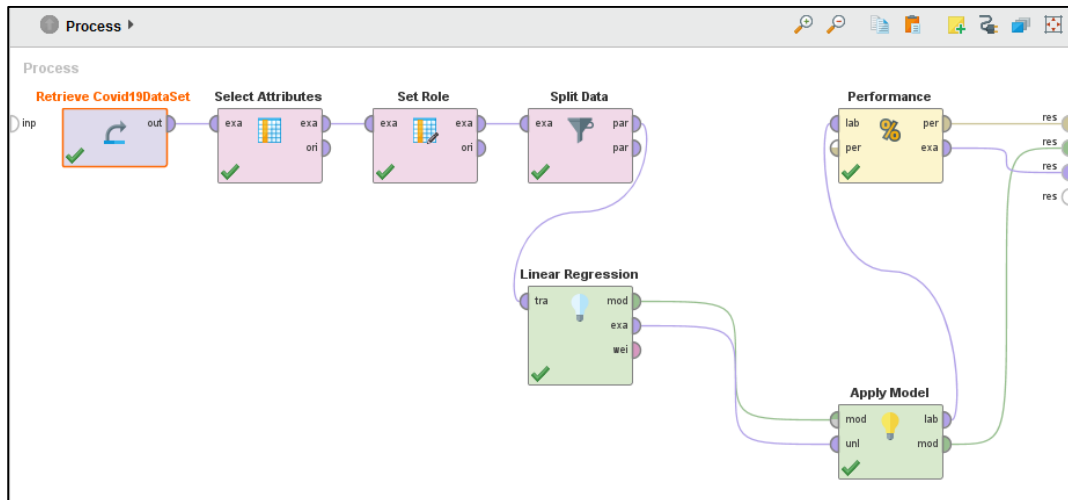 Process
Process
Retrieve Covid19DataSet
Select Attributes
Set Role
Split Data
Performance
inp
out
exa
exa
ori
exa
exa
ori
exa
par
par
lab
per
per
exa
res
res
res
res
Linear Regression
tra
mod
exa
wei
Apply Model
mod
lab
unl
mod